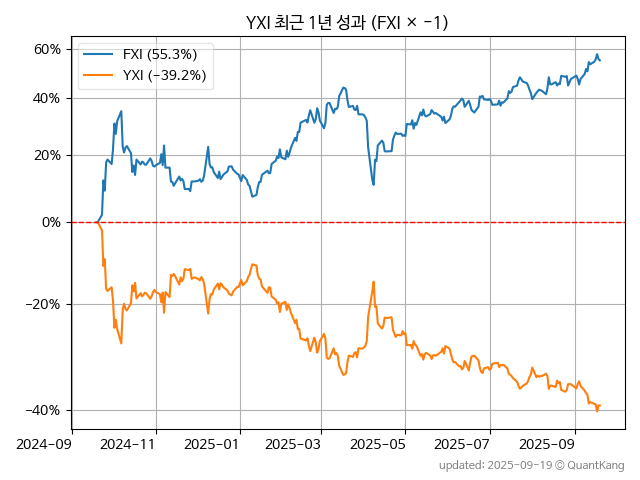 YXI 최근 1년 성과 (FXI × −1)
60%
FXI (55.3%)
YXI (−39.2%)
40%
20%
0%
−20%
−40%
2024-09 2024-11 2025-01 2025-03 2025-05 2025-07 2025-09
updated: 2025-09-19 © QuantKang